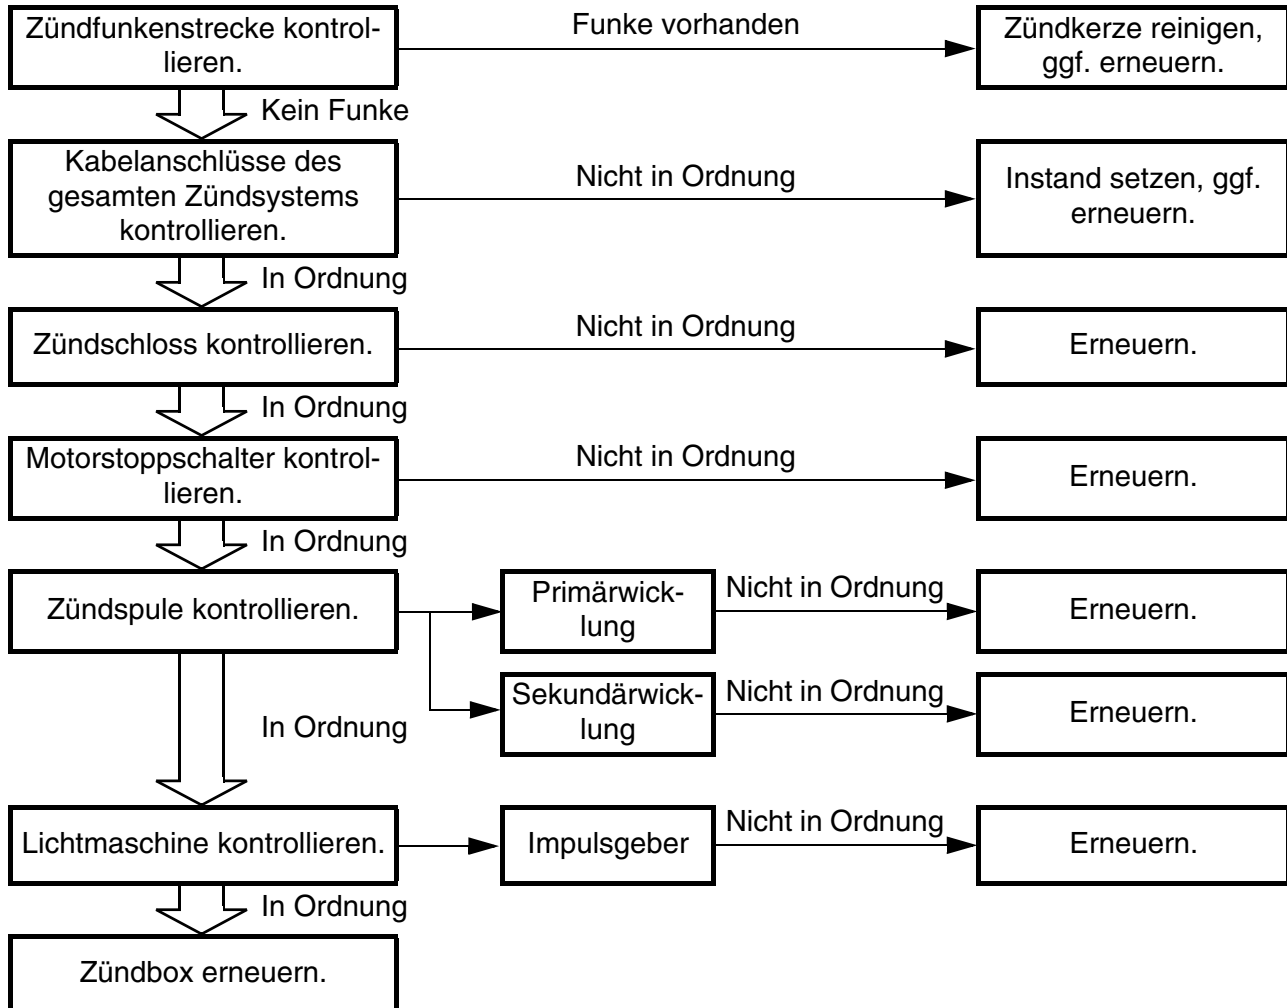 Zündfunkenstrecke kontrol-
lieren.
Funke vorhanden
Zündkerze reinigen,
ggf. erneuern.
Kein Funke
Kabelanschlüsse des
gesamten Zündsystems
kontrollieren.
Nicht in Ordnung
Instand setzen, ggf.
erneuern.
In Ordnung
Zündschloss kontrollieren.
Nicht in Ordnung
Erneuern.
In Ordnung
Motorstoppschalter kontrol-
lieren.
Nicht in Ordnung
Erneuern.
In Ordnung
Zündspule kontrollieren.
Primärwick-
lung
Nicht in Ordnung
Erneuern.
Sekundärwick-
lung
Nicht in Ordnung
Erneuern.
In Ordnung
Lichtmaschine kontrollieren.
Impulsgeber
Nicht in Ordnung
Erneuern.
In Ordnung
Zündbox erneuern.